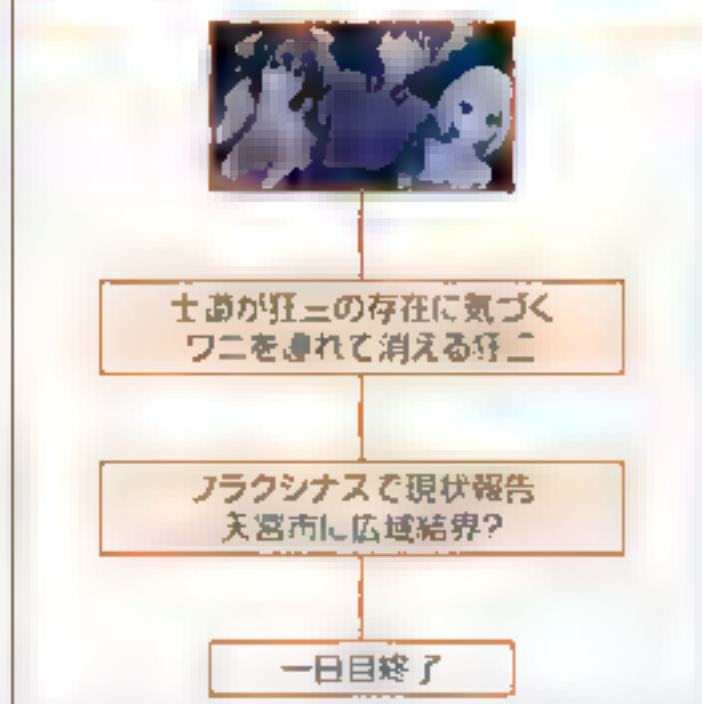 士道が狂三の存在に気づく
ワニを連れて消える狂三
フラクシナスで現状報告
天宮市に広域結界?
一日目終了